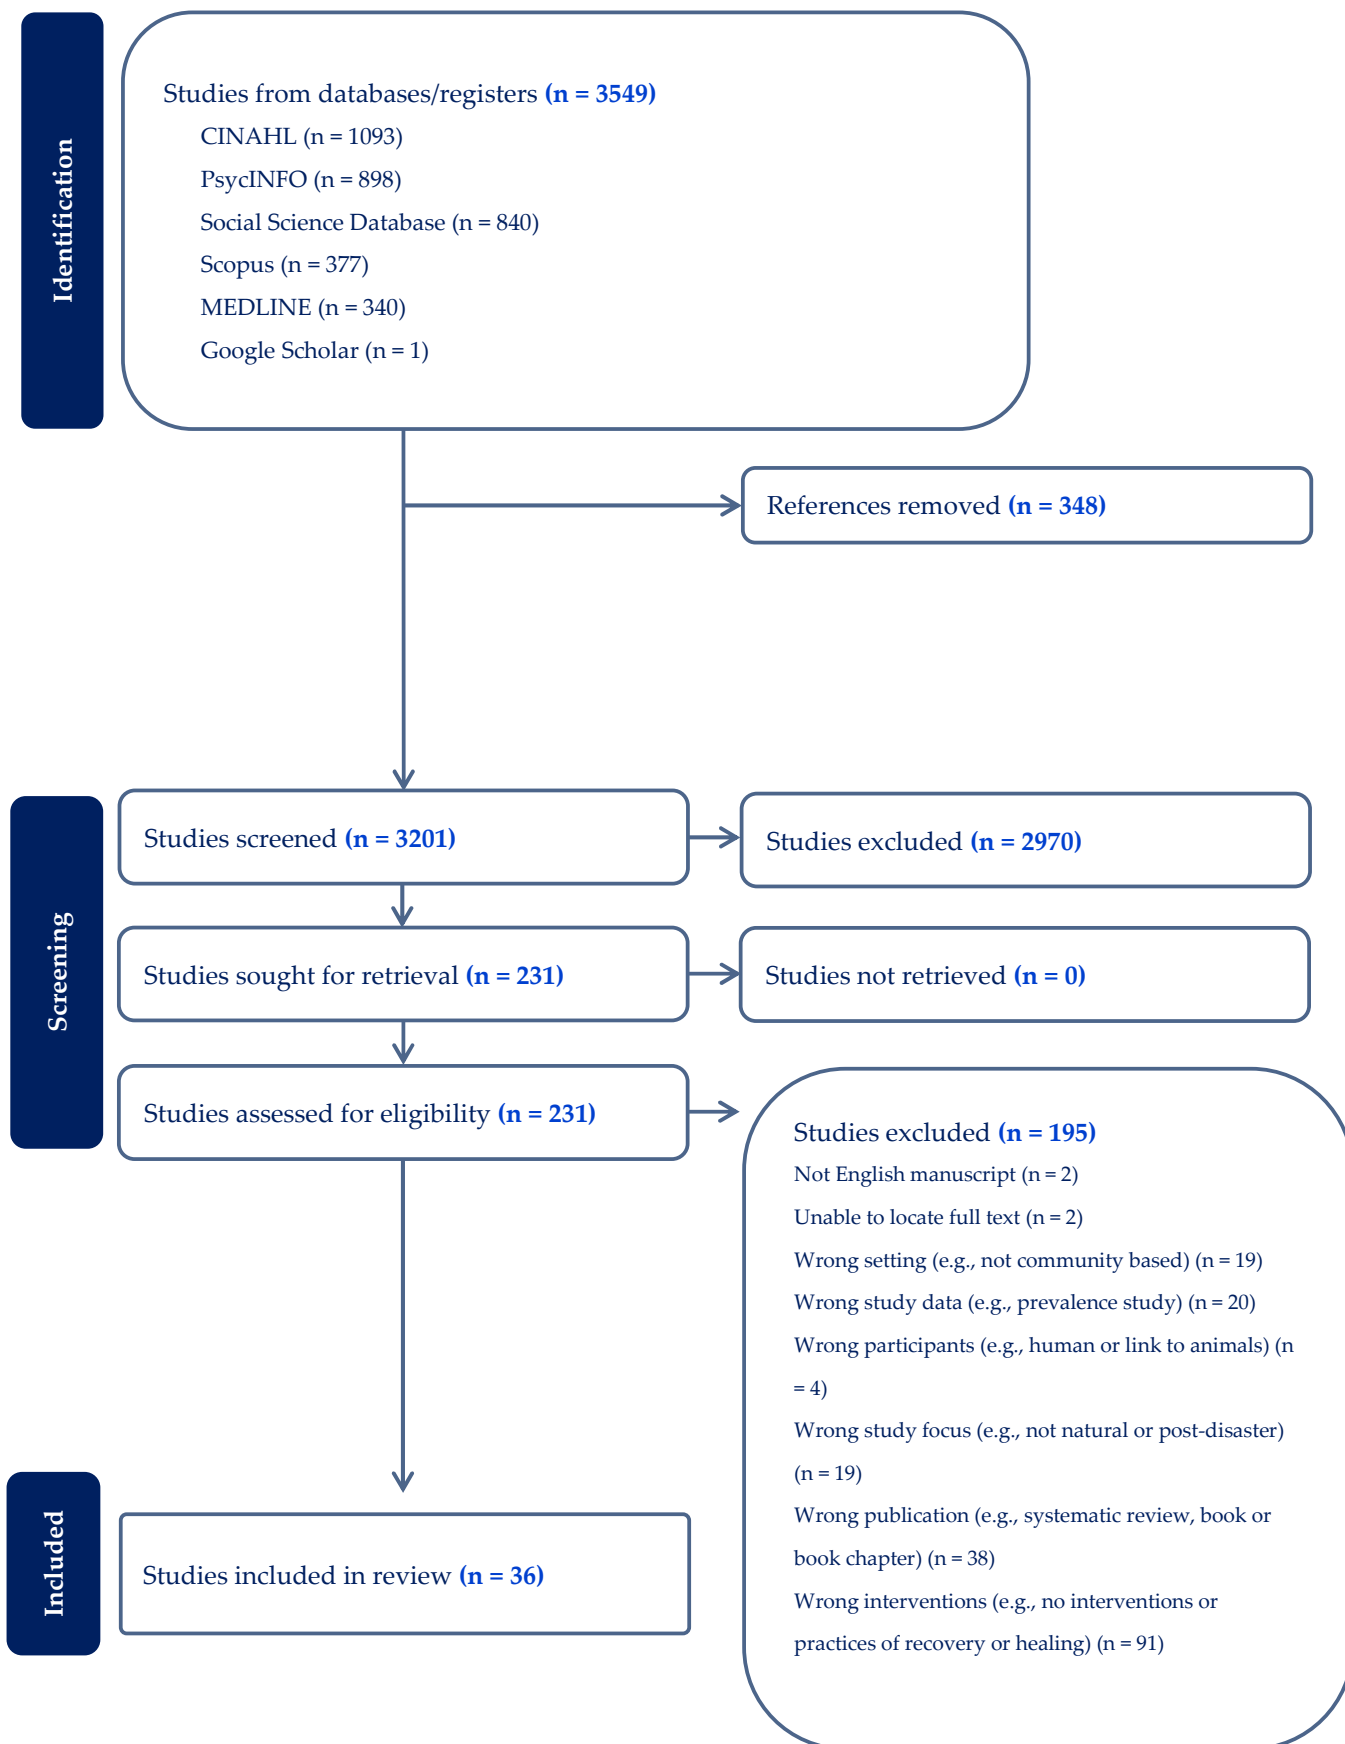 Identification
Studies from databases/registers (n = 3549)
CINAHL (n = 1093)
PsycINFO (n = 898)
Social Science Database (n = 840)
Scopus (n = 377)
MEDLINE (n = 340)
Google Scholar (n = 1)
References removed (n = 348)
Screening
Studies screened (n = 3201)
Studies excluded (n = 2970)
Studies sought for retrieval (n = 231)
Studies not retrieved (n = 0)
Studies assessed for eligibility (n = 231)
Studies excluded (n = 195)
Not English manuscript (n = 2)
Unable to locate full text (n = 2)
Wrong setting (e.g., not community based) (n = 19)
Wrong study data (e.g., prevalence study) (n = 20)
Wrong participants (e.g., human or link to animals) (n
= 4)
Wrong study focus (e.g., not natural or post-disaster)
(n = 19)
Wrong publication (e.g., systematic review, book or
book chapter) (n = 38)
Wrong interventions (e.g., no interventions or
practices of recovery or healing) (n = 91)
Included
Studies included in review (n = 36)